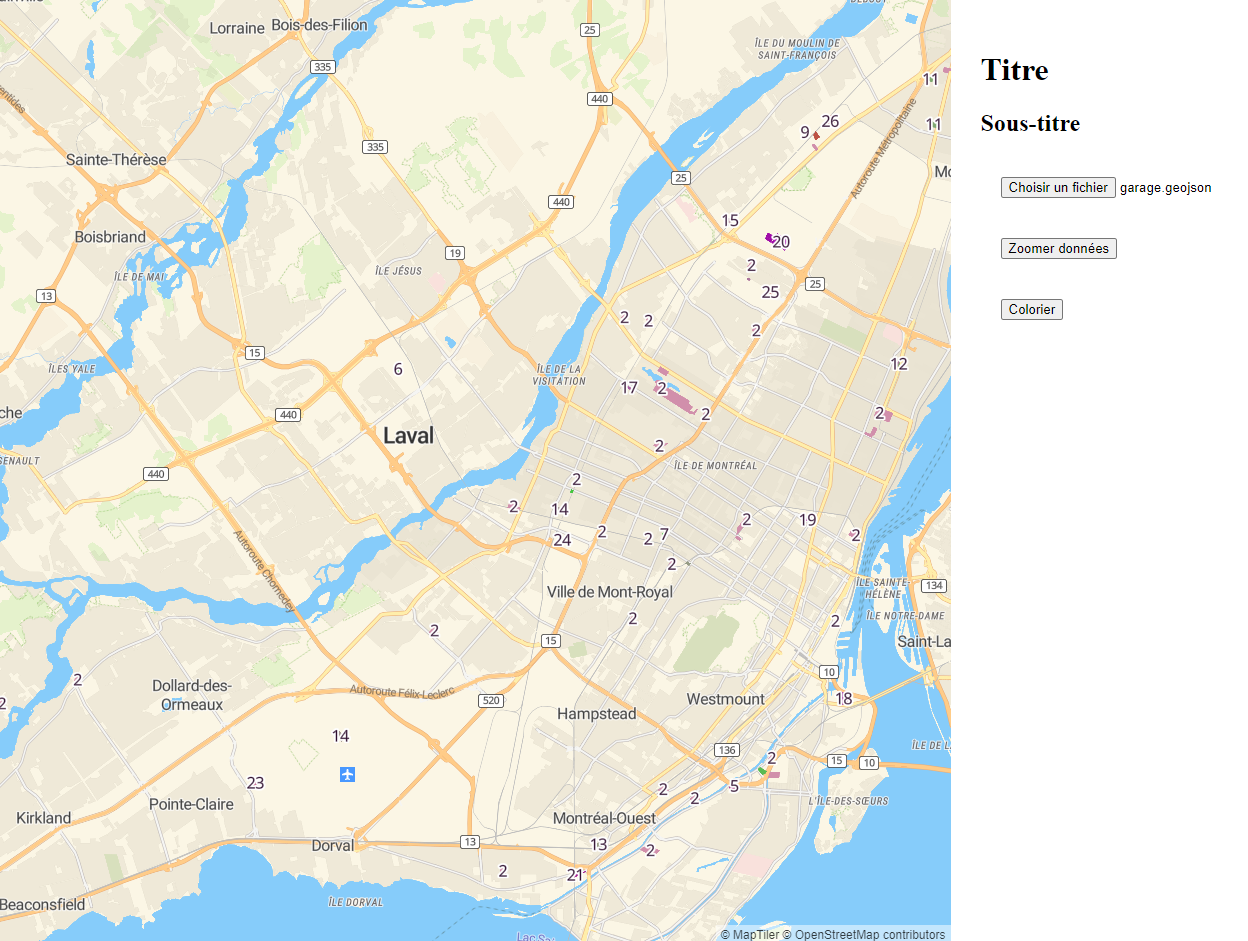 Lorraine
Bois-des-Filion
25
ÎLE DU MOULIN DE
SAINT-FRANÇOIS
335
440
11
Titre
9
26
11
Sous-titre
335
Autoroute Métropolitaine
Sainte-Thérèse
25
Choisir un fichier garage.geojson
440
15
Boisbriand
20
Zoomer données
19
ÎLE JÉSUS
2
ÎLE DE MAI
25
25
13
Colorier
2
2
2
15
ÎLES YALE
6
ÎLE DE LA
VISITATION
12
17
2
440
2
2
Laval
2
ÎLE DE MONTRÉAL
440
2
2
14
2
19
2
24
2
2
7
2
Autoroute Chomedey
ÎLE SAINTE-
HÉLÈNE
134
Ville de Mont-Royal
ÎLE NOTRE-DAME
2
2
2
15
Saint-La
10
2
2
Dollard-des-
Ormeaux
Autoroute Félix-Leclerc
520
Westmount
18
Hampstead
14
136
2
15
10
23
5
2
2
L'ÎLE-DES-SŒURS
Pointe-Claire
Kirkland
Montréal-Ouest
Dorval
13
13
2
2
21
Beaconsfield
ÎLE DORVAL
© MapTiler © OpenStreetMap contributors